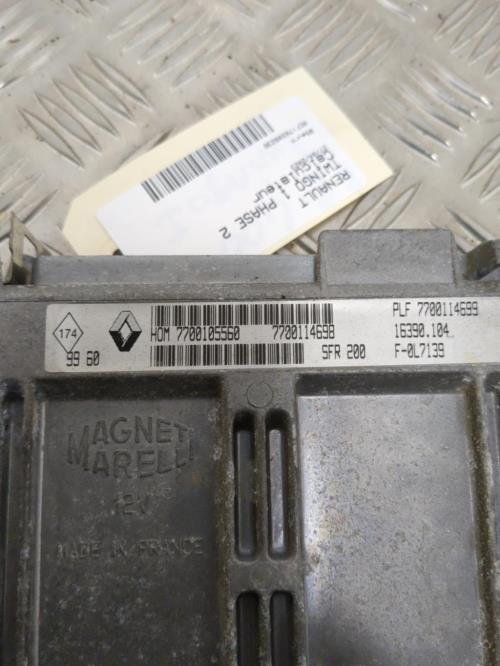 RENAULT
TWINGO 1 PHASE 2
Calculateur
174
99 60
HOM 7700105560
7700114698
SFR 200
PLF 7700114699
16390.104
F-0L7139
MAGNETI
MARELLI
12V
MADE IN FRANCE